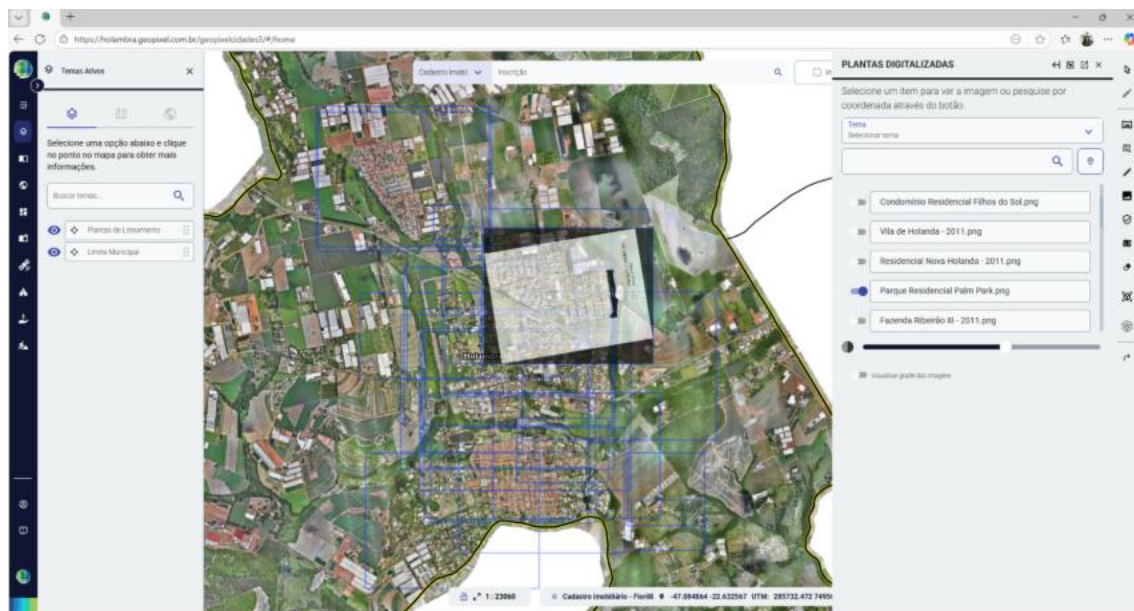 https://holambra.geopixel.com.br/geopixelcidades3/#/home
Temas Ativos
Selecione uma opção abaixo e clique
no ponto no mapa para obter mais
informações.
Buscar temas...
Plantas de Loteamento
Limite Municipal
Cadastro Imobil
Inscrição
PLANTAS DIGITALIZADAS
Selecione um item para ver a imagem ou pesquise por
coordenada através do botão
Tema
Selecionar tema
Condomínio Residencial Filhos do Sol.png
Vila de Holanda - 2011.png
Residencial Nova Holanda - 2011.png
Parque Residencial Palm Park.png
Fazenda Ribeirão III - 2011.png
Visualizar grade das imagens
1 : 23060
Cadastro Imobiliário - Fiorilli
-47.084864 -22.632567 UTM: 285732.472 74950